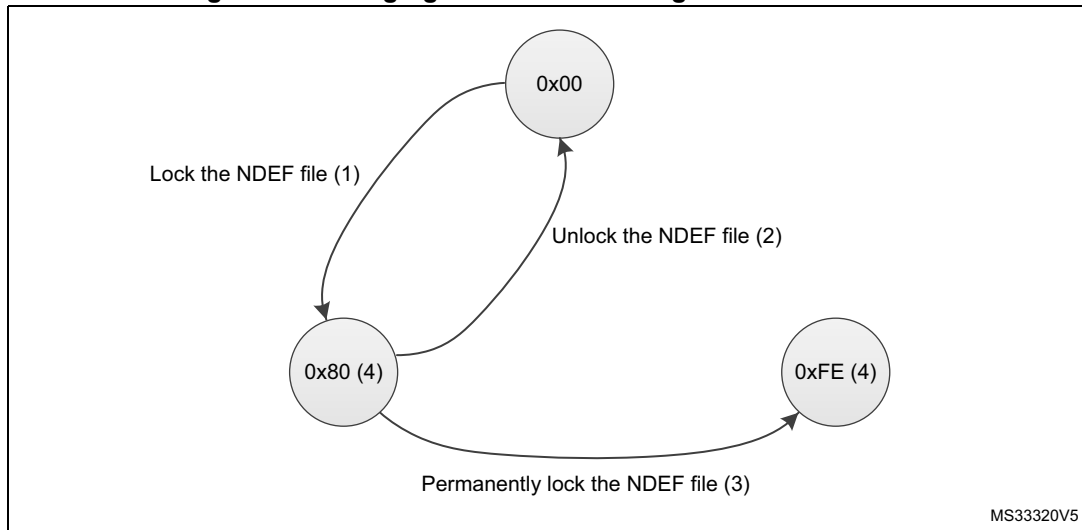 0x00
Lock the NDEF file (1)
Unlock the NDEF file (2)
0x80 (4)
0xFE (4)
Permanently lock the NDEF file (3)
MS33320V5